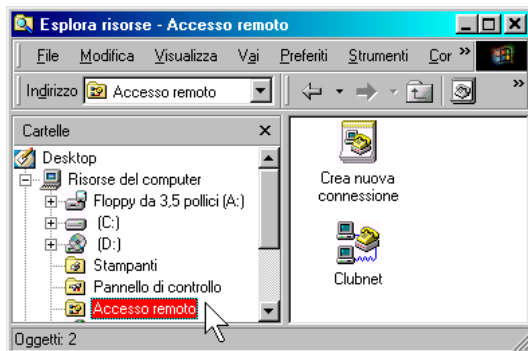 Esplora risorse - Accesso remoto
File Modifica Visualizza Vai Preferiti Strumenti Cor »
Indirizzo Accesso remoto »
Cartelle
Desktop
Risorse del computer
Floppy da 3,5 pollici (A:)
(C:)
(D:)
Stampanti
Pannello di controllo
Accesso remoto
Crea nuova
connessione
Clubnet
Oggetti: 2